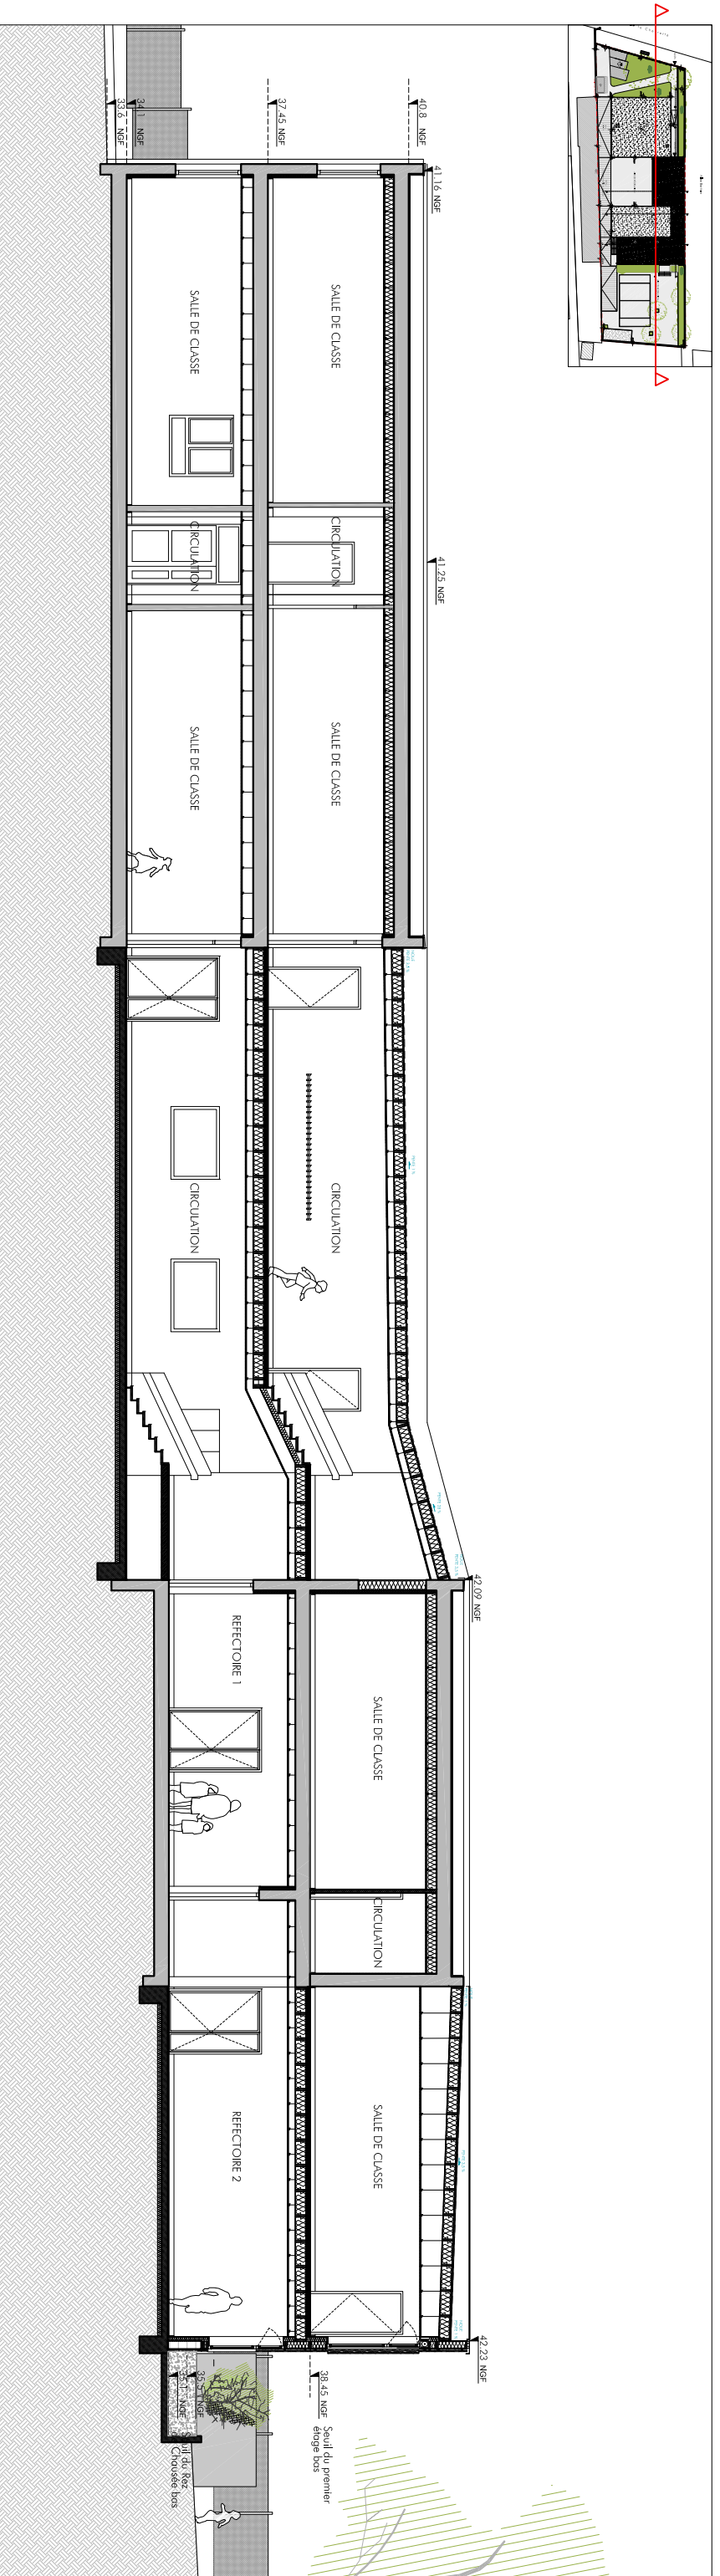 40.8 NGF
37.45 NGF
34.1 NGF
33.6 NGF
41.16 NGF
41.25 NGF
42.09 NGF
42.23 NGF
SALLE DE CLASSE
CIRCULATION
SALLE DE CLASSE
CIRCULATION
SALLE DE CLASSE
CIRCULATION
SALLE DE CLASSE
SALLE DE CLASSE
CIRCULATION
SALLE DE CLASSE
CIRCULATION
REFECTOIRE 1
REFECTOIRE 2
38.45 NGF
Seuil du premier
étage bas
NGF
NGF
Seuil du Rez
Chausée bas